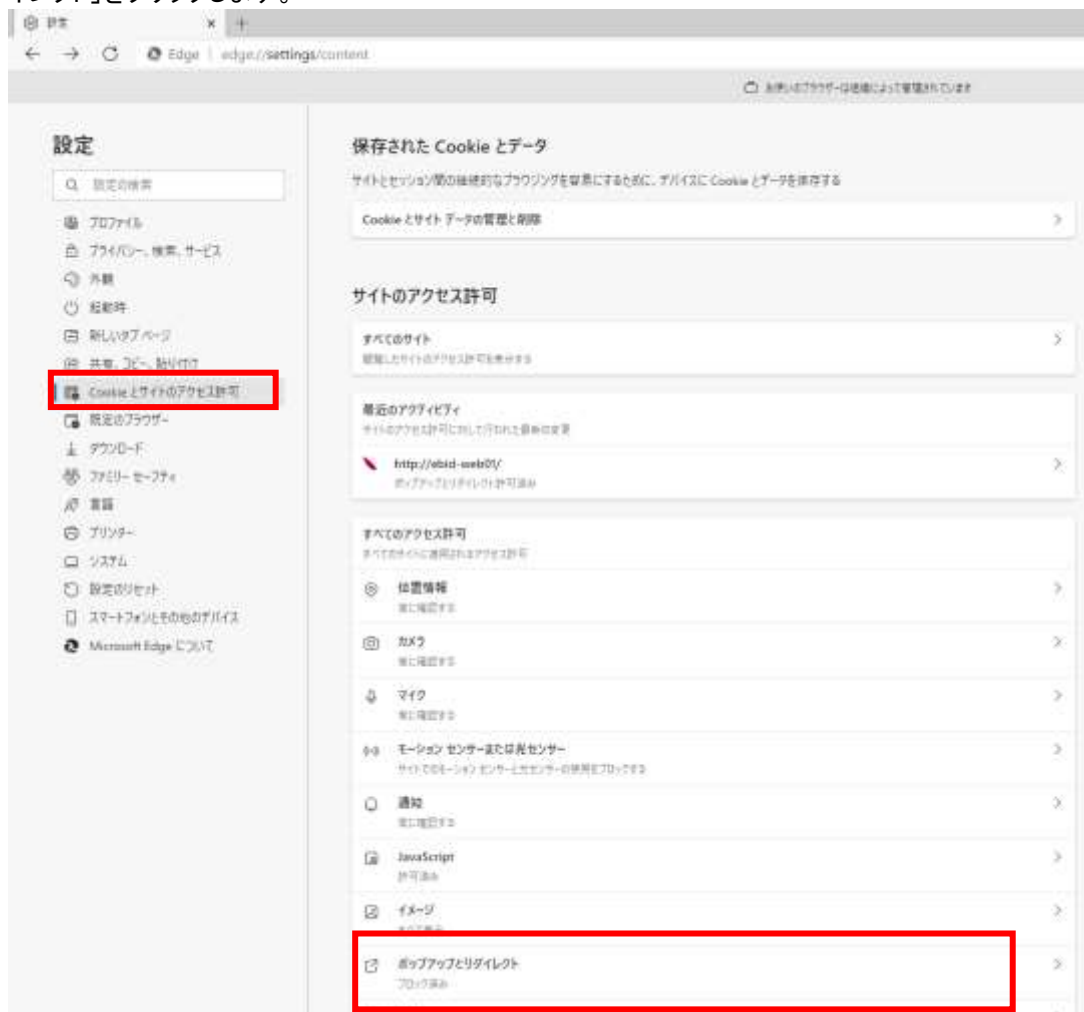 設定
Edge | edge://settings/content
お使いのブラウザーは組織によって管理されています
設定
設定の検索
プロファイル
プライバシー、検索、サービス
外観
起動時
新しいタブ ページ
共有、コピー、貼り付け
Cookie とサイトのアクセス許可
既定のブラウザー
ダウンロード
ファミリー セーフティ
言語
プリンター
システム
設定のリセット
スマートフォンとその他のデバイス
Microsoft Edge について
保存された Cookie とデータ
サイトとセッション間の継続的なブラウジングを容易にするために、デバイスに Cookie とデータを保存する
Cookie とサイト データの管理と削除
サイトのアクセス許可
すべてのサイト
閲覧したサイトのアクセス許可を表示する
最近のアクティビティ
サイトのアクセス許可に対して行われた最新の変更
http://ebid-web01/
ポップアップとリダイレクト許可済み
すべてのアクセス許可
すべてのサイトに適用されるアクセス許可
位置情報
常に確認する
カメラ
常に確認する
マイク
常に確認する
モーション センサーまたは光センサー
サイトでのモーション センサーと光センサーの使用をブロックする
通知
常に確認する
JavaScript
許可済み
イメージ
ポップアップとリダイレクト
ブロック済み